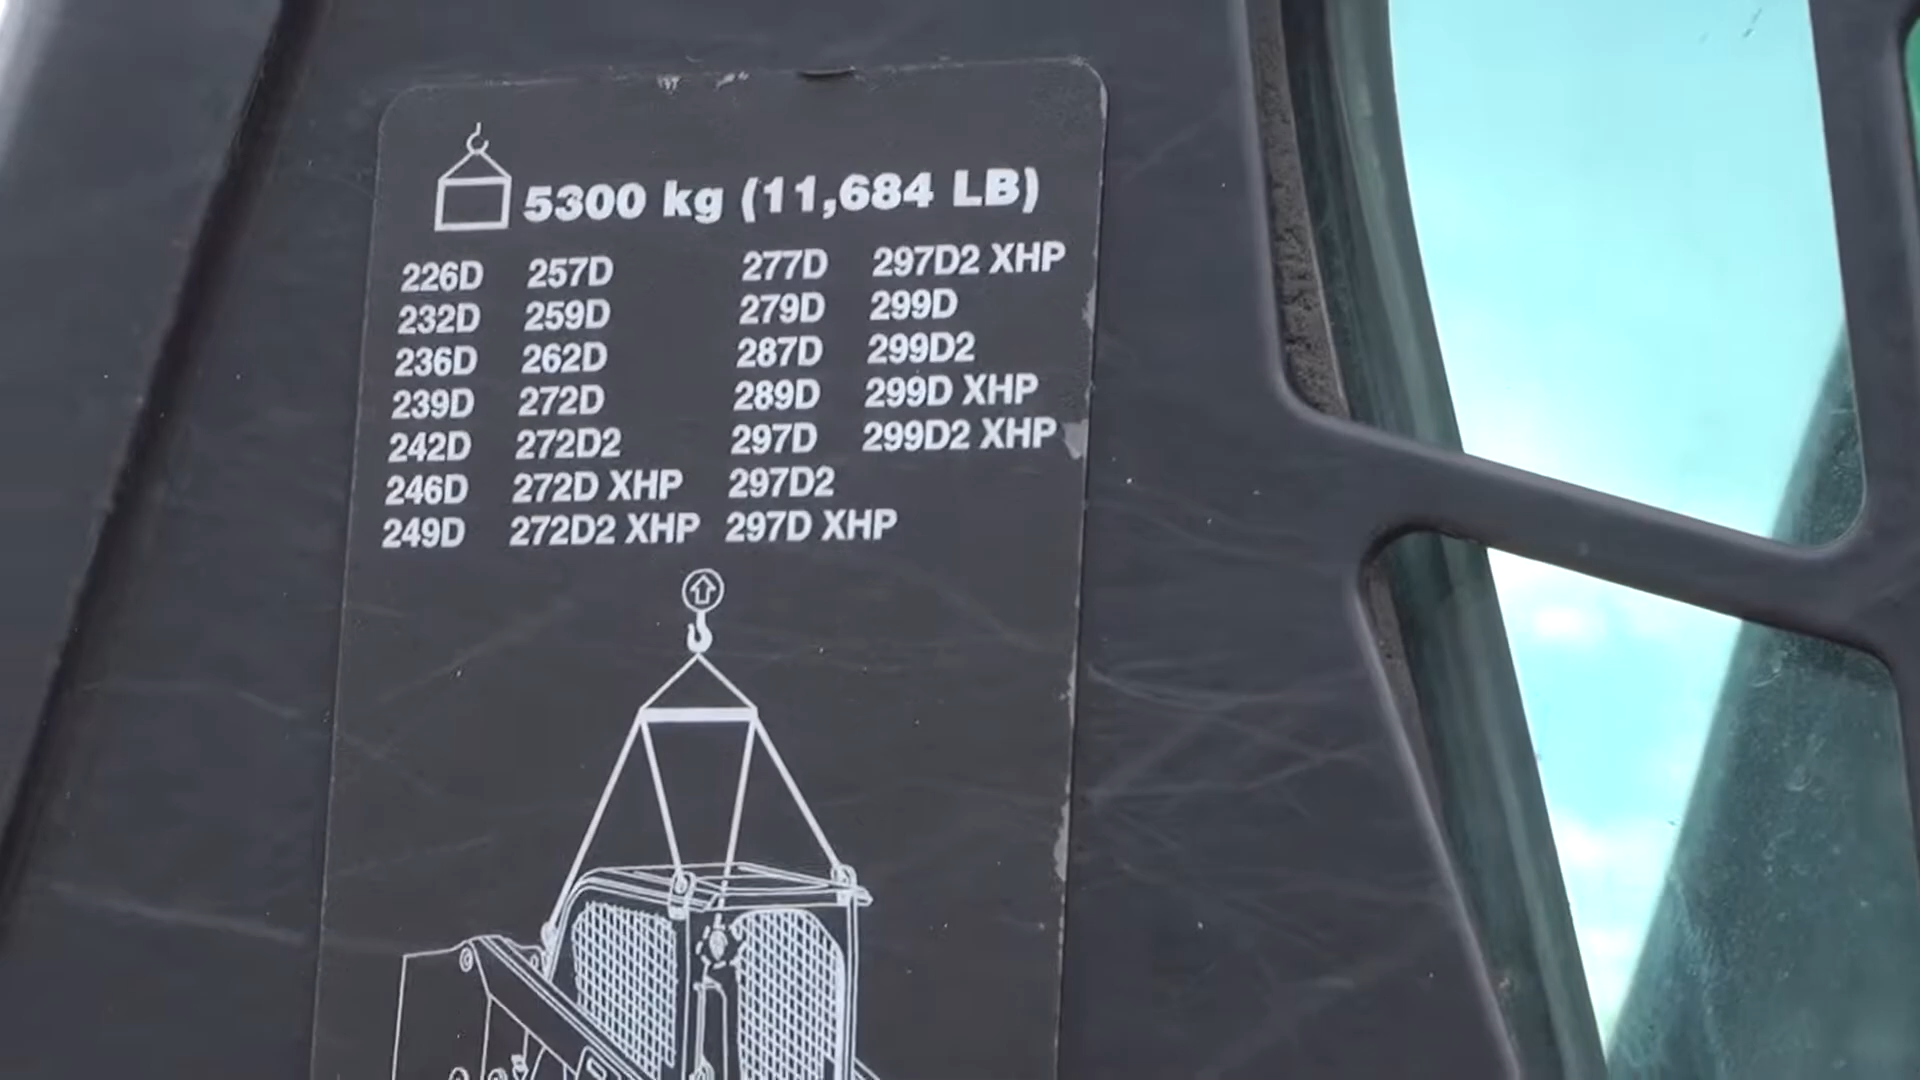 5300 kg (11,684 LB)
226D 257D 277D 297D2 XHP
232D 259D 279D 299D
236D 262D 287D 299D2
239D 272D 289D 299D XHP
242D 272D2 297D 299D2 XHP
246D 272D XHP 297D2
249D 272D2 XHP 297D XHP